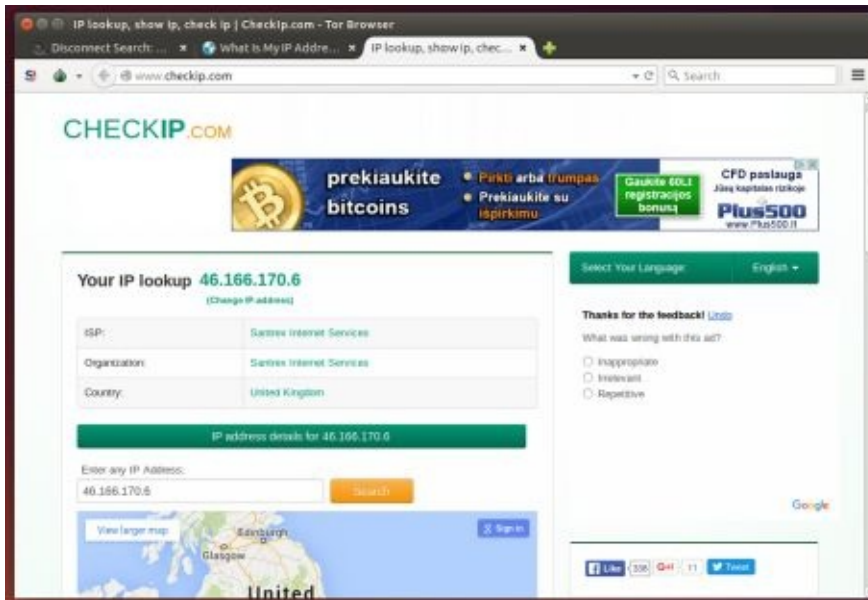 IP lookup, show ip, check ip | CheckIp.com - Tor Browser
Disconnect Search: ...
What Is My IP Addre...
IP lookup, show ip, chec...
www.checkip.com
Search
CHECKIP.COM
prekiaukite
bitcoins
Pirkti arba trumpas
Prekiaukite su
išpirkimu
Gaukite 60Lt
registracijos
bonusą
CFD paslauga
Jūsų kapitalas rizikoje
Plus500
www.Plus500.lt
Your IP lookup 46.166.170.6
(Change IP address)
ISP: Santrex Internet Services
Organization: Santrex Internet Services
Country: United Kingdom
IP address details for 46.166.170.6
Enter any IP Address:
46.166.170.6
Search
View larger map
Sign in
Edinburgh
Glasgow
United
Select Your Language: English
Thanks for the feedback! Undo
What was wrong with this ad?
Inappropriate
Irrelevant
Repetitive
Google
Like 338 G+1 11 Tweet